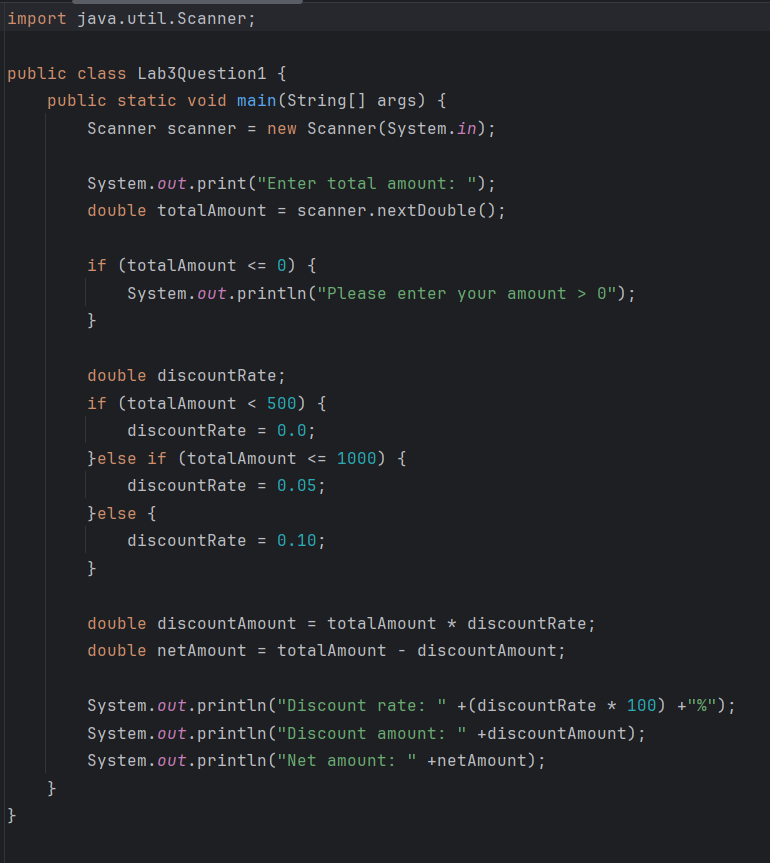 import java.util.Scanner;

public class Lab3Question1 {
    public static void main(String[] args) {
        Scanner scanner = new Scanner(System.in);

        System.out.print("Enter total amount: ");
        double totalAmount = scanner.nextDouble();

        if (totalAmount <= 0) {
            System.out.println("Please enter your amount > 0");
        }

        double discountRate;
        if (totalAmount < 500) {
            discountRate = 0.0;
        }else if (totalAmount <= 1000) {
            discountRate = 0.05;
        }else {
            discountRate = 0.10;
        }

        double discountAmount = totalAmount * discountRate;
        double netAmount = totalAmount - discountAmount;

        System.out.println("Discount rate: " +(discountRate * 100) +"%");
        System.out.println("Discount amount: " +discountAmount);
        System.out.println("Net amount: " +netAmount);
    }
}